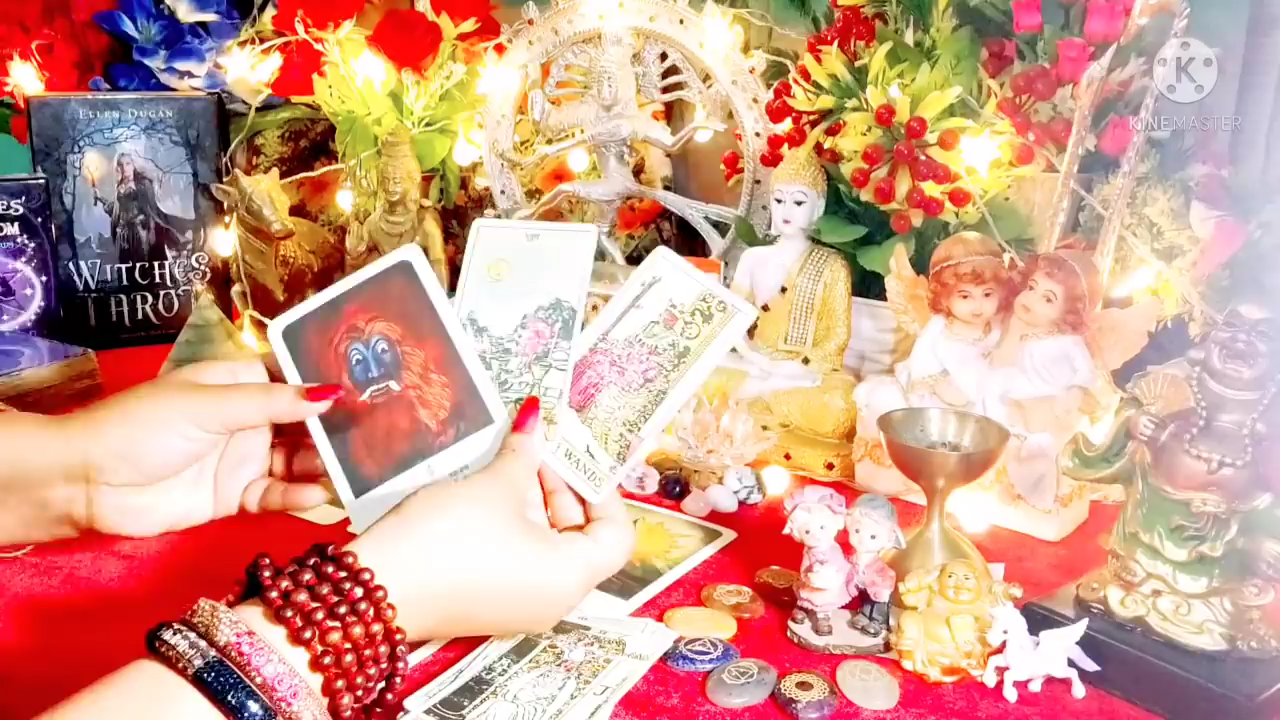 ELLEN DUGAN
WITCHES
TAROT
K
KINEMASTER
WANDS